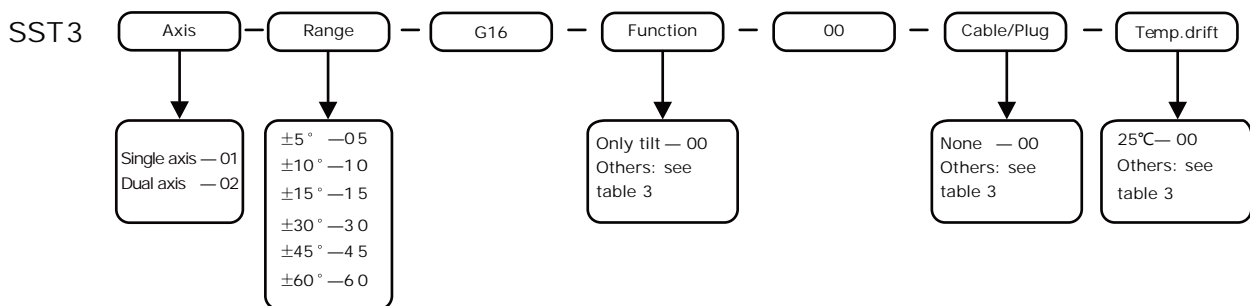 SST3 Axis — Range — G16 — Function — 00 — Cable/Plug — Temp.drift
Single axis — 01
Dual axis — 02
±5° —05
±10° —10
±15° —15
±30° —30
±45° —45
±60° —60
Only tilt — 00
Others: see
table 3
None — 00
Others: see
table 3
25℃— 00
Others: see
table 3